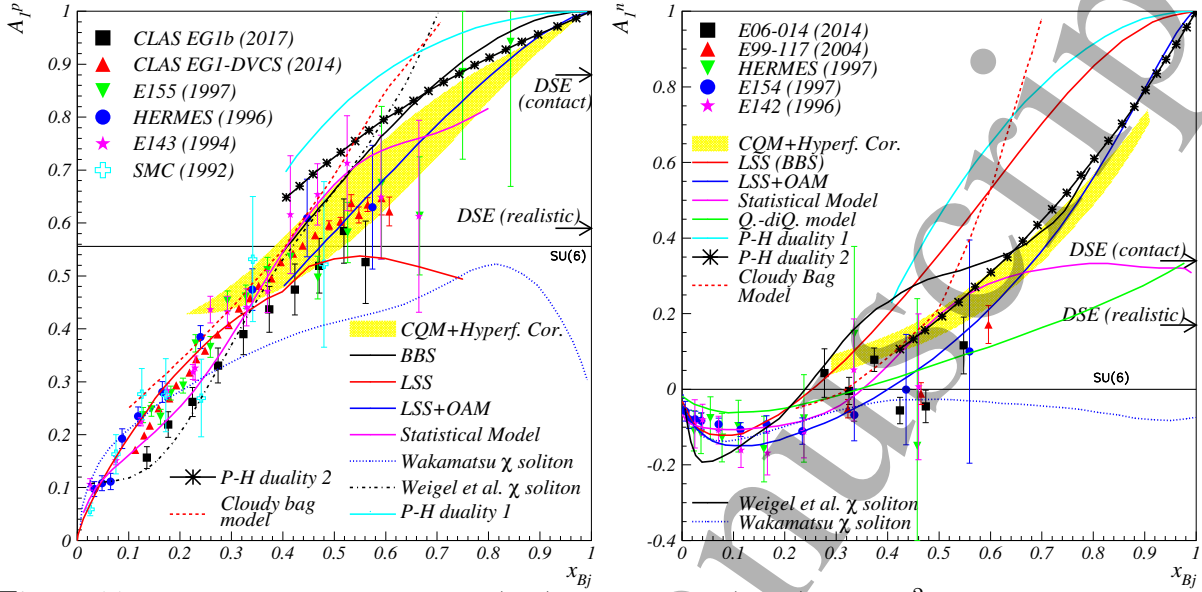 A₁ᵖ
CLAS EG1b (2017)
CLAS EG1-DVCS (2014)
E155 (1997)
HERMES (1996)
E143 (1994)
SMC (1992)
DSE
(contact)
DSE (realistic)
SU(6)
CQM+Hyperf. Cor.
BBS
LSS
LSS+OAM
Statistical Model
Wakamatsu χ soliton
Weigel et al. χ soliton
P-H duality 1
P-H duality 2
Cloudy bag
model
1
0.9
0.8
0.7
0.6
0.5
0.4
0.3
0.2
0.1
0
0 0.1 0.2 0.3 0.4 0.5 0.6 0.7 0.8 0.9 1
x_Bj
A₁ⁿ
E06-014 (2014)
E99-117 (2004)
HERMES (1997)
E154 (1997)
E142 (1996)
CQM+Hyperf. Cor.
LSS (BBS)
LSS+OAM
Statistical Model
Q.-diQ. model
P-H duality 1
P-H duality 2
Cloudy Bag
Model
DSE (contact)
DSE (realistic)
SU(6)
Weigel et al. χ soliton
Wakamatsu χ soliton
1
0.8
0.6
0.4
0.2
0
-0.2
-0.4
0 0.1 0.2 0.3 0.4 0.5 0.6 0.7 0.8 0.9 1
x_Bj